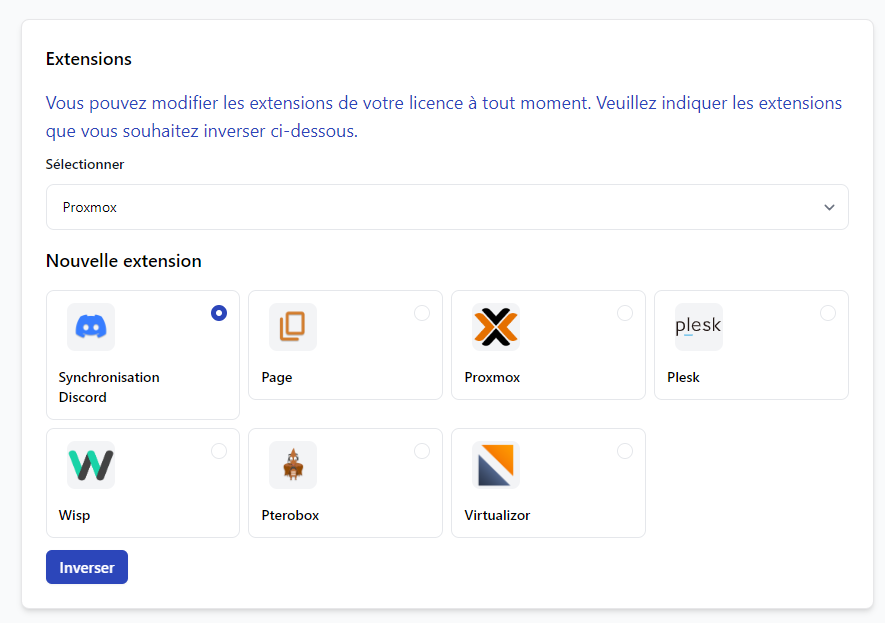 Extensions
Vous pouvez modifier les extensions de votre licence à tout moment. Veuillez indiquer les extensions
que vous souhaitez inverser ci-dessous.
Sélectionner
Proxmox
Nouvelle extension
plesk
Synchronisation
Discord
Page
Proxmox
Plesk
Wisp
Pterobox
Virtualizor
Inverser